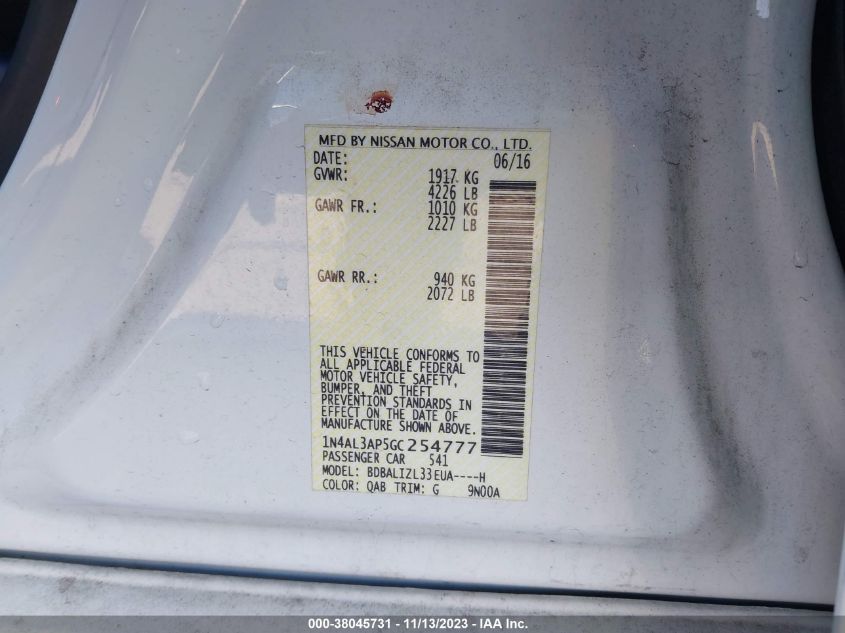 MFD BY NISSAN MOTOR CO., LTD.
DATE: 06/16
GVWR: 1917 KG
4226 LB
GAWR FR.: 1010 KG
2227 LB
GAWR RR.: 940 KG
2072 LB
THIS VEHICLE CONFORMS TO
ALL APPLICABLE FEDERAL
MOTOR VEHICLE SAFETY,
BUMPER, AND THEFT
PREVENTION STANDARDS IN
EFFECT ON THE DATE OF
MANUFACTURE SHOWN ABOVE.
1N4AL3AP5GC254777
PASSENGER CAR 541
MODEL: BDBALIZL33EUA----H
COLOR: QAB TRIM: G 9N00A
000-38045731 - 11/13/2023 - IAA Inc.